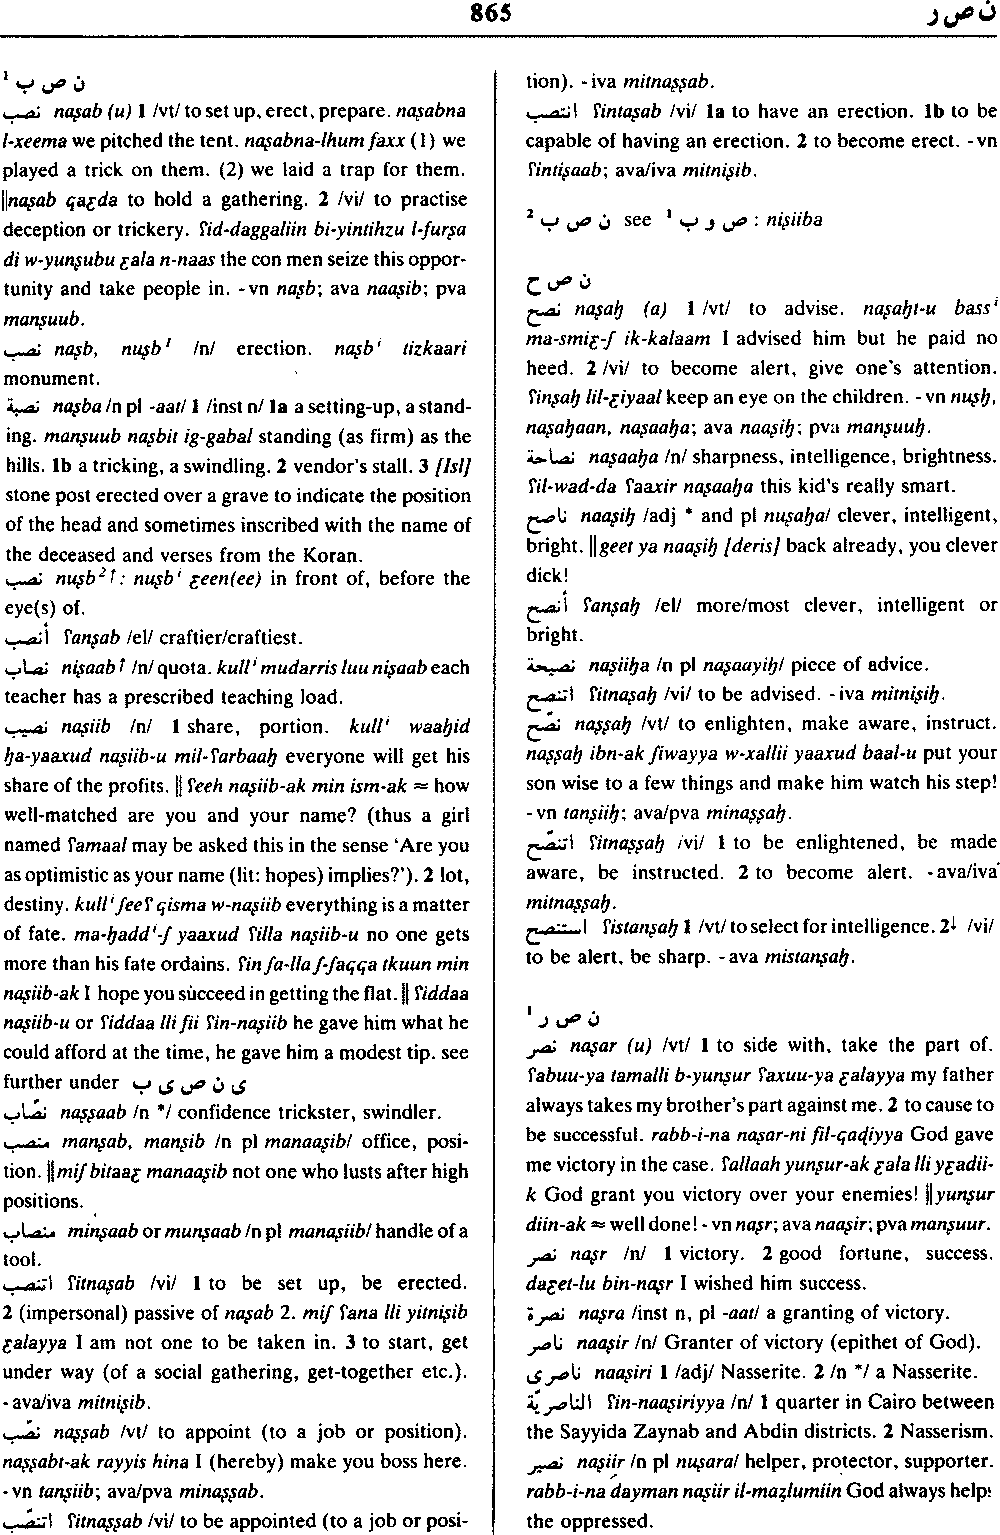 865
ن ص ر
ن ص ب ¹
نصب naṣab (u) 1 /vt/ to set up, erect, prepare. naṣabna
l-xeema we pitched the tent. naṣabna-lhum faxx (1) we
played a trick on them. (2) we laid a trap for them.
‖naṣab qaɛda to hold a gathering. 2 /vi/ to practise
deception or trickery. ʕid-daggaliin bi-yintihzu l-furṣa
di w-yunṣubu ɛala n-naas the con men seize this oppor-
tunity and take people in. -vn naṣb; ava naaṣib; pva
manṣuub.
نصب naṣb, nuṣb¹ /n/ erection. naṣbⁱ tizkaari
monument.
نصبة naṣba /n pl -aat/ 1 /inst n/ 1a a setting-up, a stand-
ing. manṣuub naṣbit ig-gabal standing (as firm) as the
hills. 1b a tricking, a swindling. 2 vendor's stall. 3 [Isl]
stone post erected over a grave to indicate the position
of the head and sometimes inscribed with the name of
the deceased and verses from the Koran.
نصب nuṣb²↑: nuṣbⁱ ɛeen(ee) in front of, before the
eye(s) of.
أنصب ʕanṣab /el/ craftier/craftiest.
نصاب niṣaab↑ /n/ quota. kullⁱ mudarris luu niṣaab each
teacher has a prescribed teaching load.
نصيب naṣiib /n/ 1 share, portion. kullⁱ waaḥid
ḥa-yaaxud naṣiib-u mil-ʕarbaaḥ everyone will get his
share of the profits. ‖ ʕeeh naṣiib-ak min ism-ak ≈ how
well-matched are you and your name? (thus a girl
named ʕamaal may be asked this in the sense 'Are you
as optimistic as your name (lit: hopes) implies?'). 2 lot,
destiny. kullⁱ ʃeeʕ qisma w-naṣiib everything is a matter
of fate. ma-ḥaddⁱ-ʃ yaaxud ʕilla naṣiib-u no one gets
more than his fate ordains. ʕin ʃa-lla ʃ-ʃaqqa tkuun min
naṣiib-ak I hope you succeed in getting the flat. ‖ ʕiddaa
naṣiib-u or ʕiddaa lli fii ʕin-naṣiib he gave him what he
could afford at the time, he gave him a modest tip. see
further under ى ن ص ى ب
نصّاب naṣṣaab /n */ confidence trickster, swindler.
منصب manṣab, manṣib /n pl manaaṣib/ office, posi-
tion. ‖miʃ bitaaɛ manaaṣib not one who lusts after high
positions.
منصاب minṣaab or munṣaab /n pl manaṣiib/ handle of a
tool.
اتنصب ʕitnaṣab /vi/ 1 to be set up, be erected.
2 (impersonal) passive of naṣab 2. miʃ ʕana lli yitniṣib
ɛalayya I am not one to be taken in. 3 to start, get
under way (of a social gathering, get-together etc.).
-ava/iva mitniṣib.
نصّب naṣṣab /vt/ to appoint (to a job or position).
naṣṣabt-ak rayyis hina I (hereby) make you boss here.
-vn tanṣiib; ava/pva minaṣṣab.
اتنصّب ʕitnaṣṣab /vi/ to be appointed (to a job or posi-
tion). -iva mitnaṣṣab.
انتصب ʕintaṣab /vi/ 1a to have an erection. 1b to be
capable of having an erection. 2 to become erect. -vn
ʕintiṣaab; ava/iva mitniṣib.
ن ص ب ² see ص و ب ¹ : niṣiiba
ن ص ح
نصح naṣaḥ (a) 1 /vt/ to advise. naṣaḥt-u bassⁱ
ma-smiɛ-ʃ ik-kalaam I advised him but he paid no
heed. 2 /vi/ to become alert, give one's attention.
ʕinṣaḥ lil-ɛiyaal keep an eye on the children. -vn nuṣḥ,
naṣaḥaan, naṣaaḥa; ava naaṣiḥ; pva manṣuuḥ.
نصاحة naṣaaḥa /n/ sharpness, intelligence, brightness.
ʕil-wad-da ʕaaxir naṣaaḥa this kid's really smart.
ناصح naaṣiḥ /adj * and pl nuṣaḥa/ clever, intelligent,
bright. ‖geet ya naaṣiḥ [deris] back already, you clever
dick!
أنصح ʕanṣaḥ /el/ more/most clever, intelligent or
bright.
نصيحة naṣiiḥa /n pl naṣaayiḥ/ piece of advice.
اتنصح ʕitnaṣaḥ /vi/ to be advised. -iva mitniṣiḥ.
نصّح naṣṣaḥ /vt/ to enlighten, make aware, instruct.
naṣṣaḥ ibn-ak ʃiwayya w-xallii yaaxud baal-u put your
son wise to a few things and make him watch his step!
-vn tanṣiiḥ; ava/pva minaṣṣaḥ.
اتنصّح ʕitnaṣṣaḥ /vi/ 1 to be enlightened, be made
aware, be instructed. 2 to become alert. -ava/iva
mitnaṣṣaḥ.
استنصح ʕistanṣaḥ 1 /vt/ to select for intelligence. 2↓ /vi/
to be alert, be sharp. -ava mistanṣaḥ.
ن ص ر ¹
نصر naṣar (u) /vt/ 1 to side with, take the part of.
ʕabuu-ya tamalli b-yunṣur ʕaxuu-ya ɛalayya my father
always takes my brother's part against me. 2 to cause to
be successful. rabb-i-na naṣar-ni fil-qaḍiyya God gave
me victory in the case. ʕallaah yunṣur-ak ɛala lli yɛadii-
k God grant you victory over your enemies! ‖yunṣur
diin-ak ≈ well done! -vn naṣr; ava naaṣir; pva manṣuur.
نصر naṣr /n/ 1 victory. 2 good fortune, success.
daɛet-lu bin-naṣr I wished him success.
نصرة naṣra /inst n, pl -aat/ a granting of victory.
ناصر naaṣir /n/ Granter of victory (epithet of God).
ناصرى naaṣiri 1 /adj/ Nasserite. 2 /n */ a Nasserite.
الناصريّة ʕin-naaṣiriyya /n/ 1 quarter in Cairo between
the Sayyida Zaynab and Abdin districts. 2 Nasserism.
نصير naṣiir /n pl nuṣara/ helper, protector, supporter.
rabb-i-na dayman naṣiir il-maẓlumiin God always helps
the oppressed.